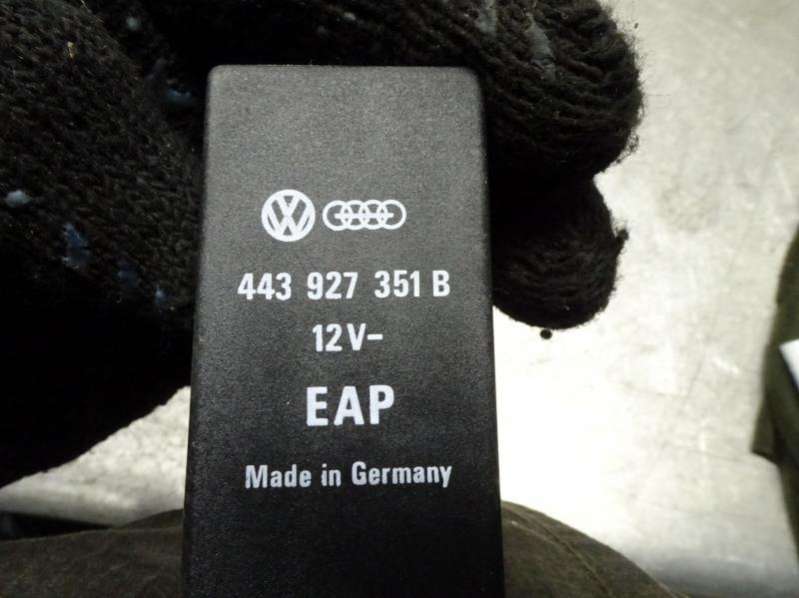 443 927 351 B
12V-
EAP
Made in Germany